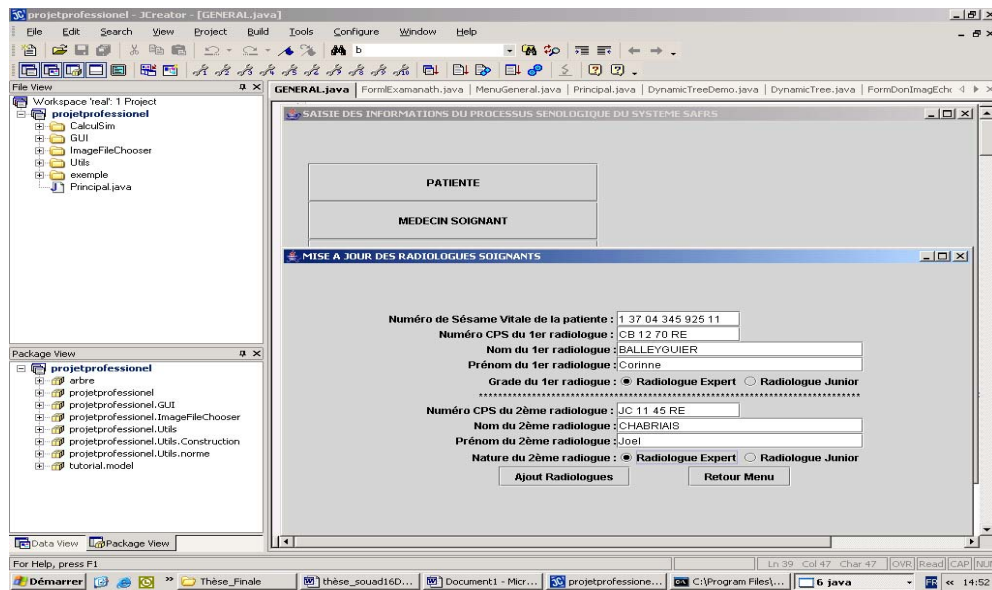 projetprofessionel - JCreator - [GENERAL.java]
File Edit Search View Project Build Tools Configure Window Help
b
File View
GENERAL.java FormlExamanath.java MenuGeneral.java Principal.java DynamicTreeDemo.java DynamicTree.java FormDonImagEch
Workspace 'real': 1 Project
projetprofessionel
CalculSim
GUI
ImageFileChooser
Utils
exemple
Principal.java
SAISIE DES INFORMATIONS DU PROCESSUS SENOLOGIQUE DU SYSTEME SAFRS
PATIENTE
MEDECIN SOIGNANT
MISE A JOUR DES RADIOLOGUES SOIGNANTS
Numéro de Sésame Vitale de la patiente : 1 37 04 345 925 11
Numéro CPS du 1er radiologue : CB 12 70 RE
Nom du 1er radiologue : BALLEYGUIER
Prénom du 1er radiologue : Corinne
Grade du 1er radiogue : Radiologue Expert Radiologue Junior
Numéro CPS du 2ème radiologue : JC 11 45 RE
Nom du 2ème radiologue : CHABRIAIS
Prénom du 2ème radiologue : Joel
Nature du 2ème radiogue : Radiologue Expert Radiologue Junior
Ajout Radiologues Retour Menu
Package View
projetprofessionel
arbre
projetprofessionel
projetprofessionel.GUI
projetprofessionel.ImageFileChooser
projetprofessionel.Utils
projetprofessionel.Utils.Construction
projetprofessionel.Utils.norme
tutorial.model
Data View Package View
For Help, press F1
Ln 39 Col 47 Char 47 OVR Read CAP NUM
Démarrer » Thèse_Finale thèse_souad16D... Document1 - Micr... projetprofessione... C:\Program Files\... 6 java FR « 14:52